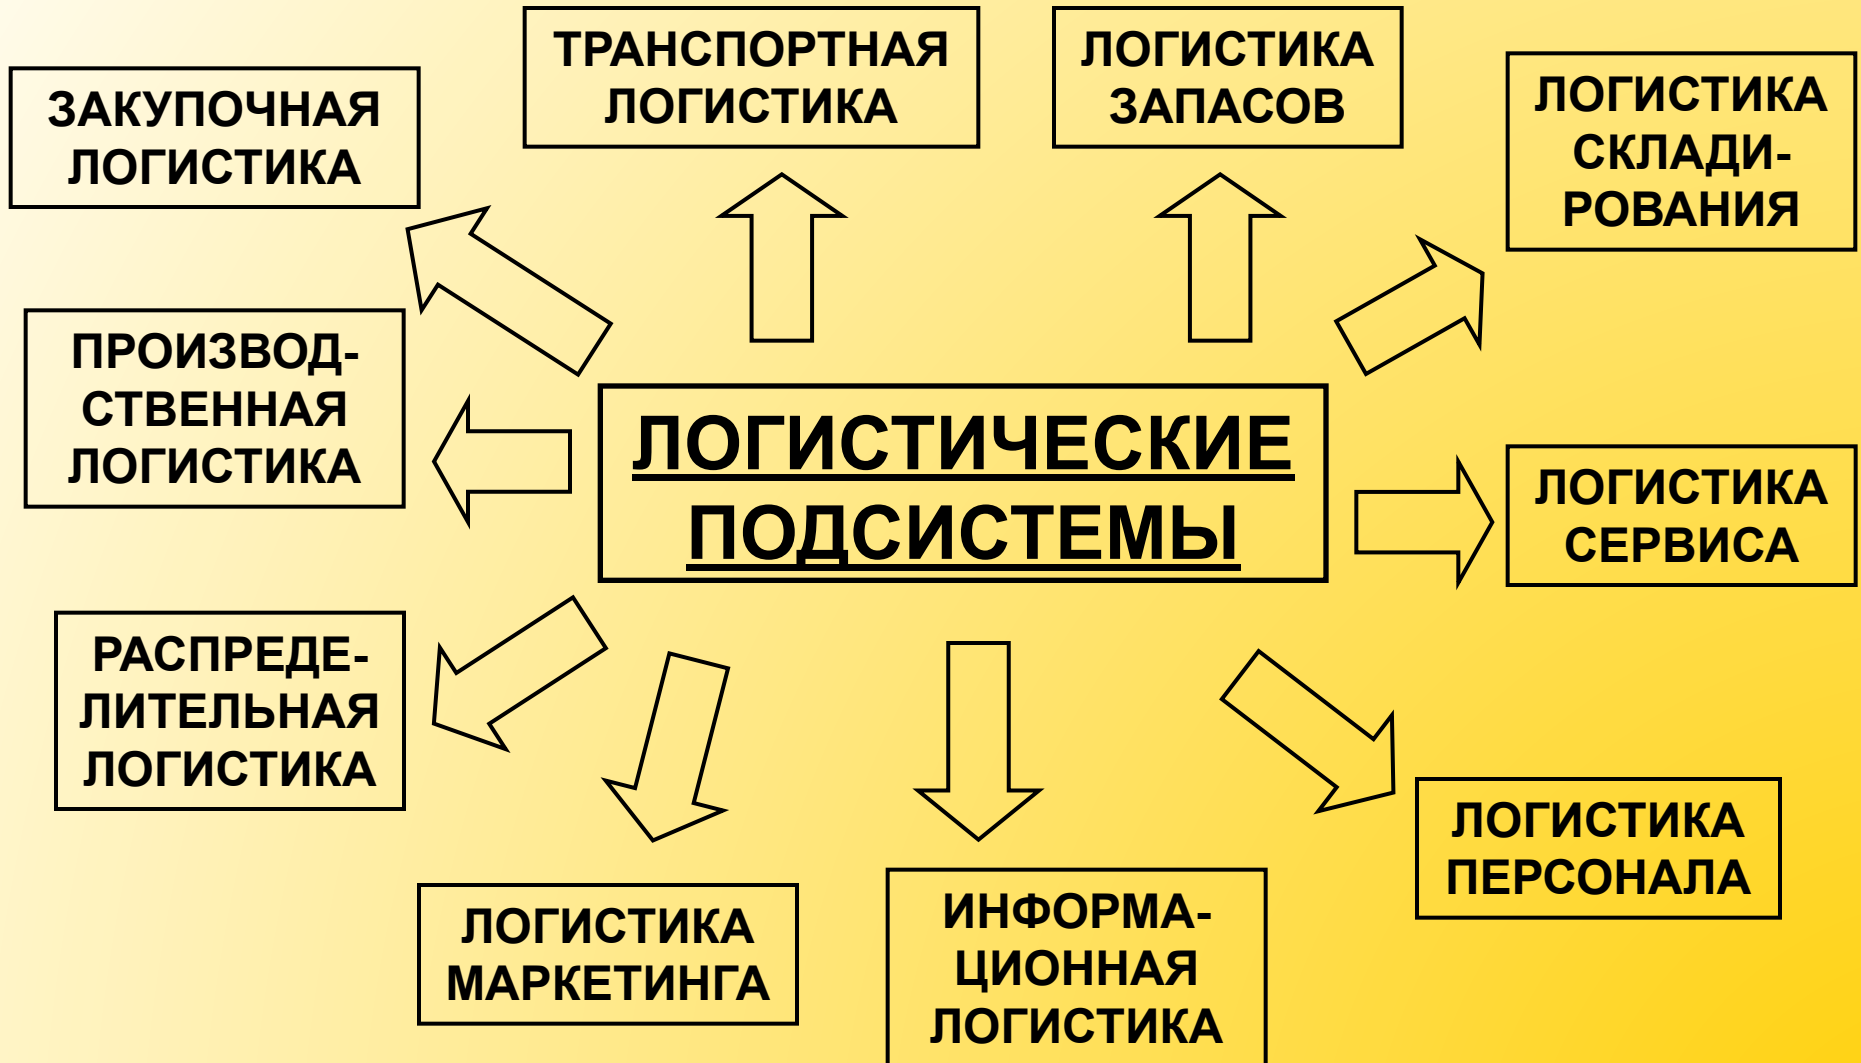 ТРАНСПОРТНАЯ
ЛОГИСТИКА
ЛОГИСТИКА
ЗАПАСОВ
ЗАКУПОЧНАЯ
ЛОГИСТИКА
ЛОГИСТИКА
СКЛАДИ-
РОВАНИЯ
ПРОИЗВОД-
СТВЕННАЯ
ЛОГИСТИКА
ЛОГИСТИЧЕСКИЕ
ПОДСИСТЕМЫ
ЛОГИСТИКА
СЕРВИСА
РАСПРЕДЕ-
ЛИТЕЛЬНАЯ
ЛОГИСТИКА
ЛОГИСТИКА
ПЕРСОНАЛА
ЛОГИСТИКА
МАРКЕТИНГА
ИНФОРМА-
ЦИОННАЯ
ЛОГИСТИКА